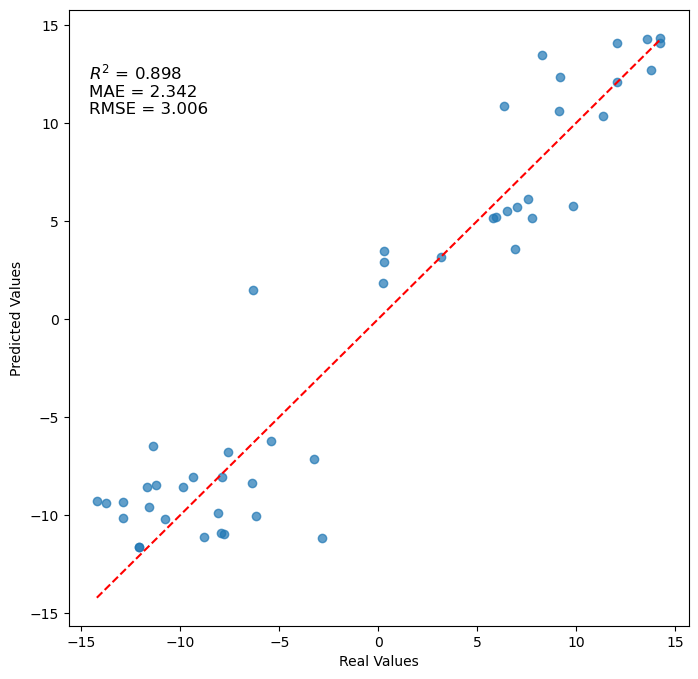 15
10
5
0
−5
−10
−15
R² = 0.898
MAE = 2.342
RMSE = 3.006
Predicted Values
−15 −10 −5 0 5 10 15
Real Values